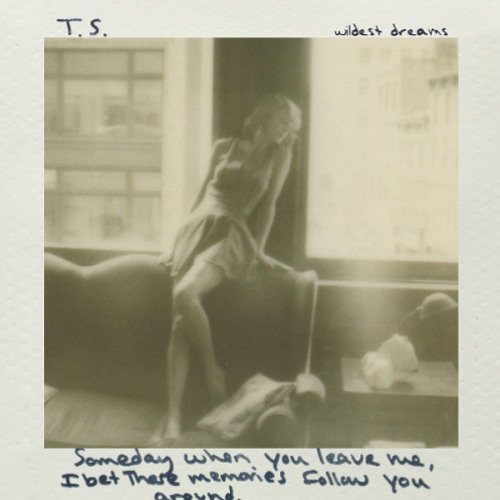 T.S.
wildest dreams
Someday when you leave me,
I bet These memories Follow you
around.